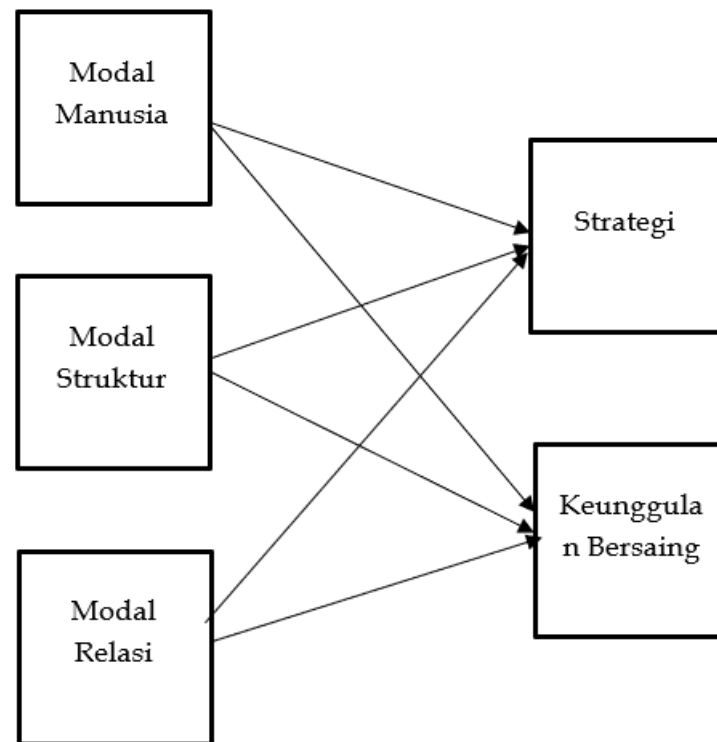 Modal
Manusia
Strategi
Modal
Struktur
Keunggula
n Bersaing
Modal
Relasi